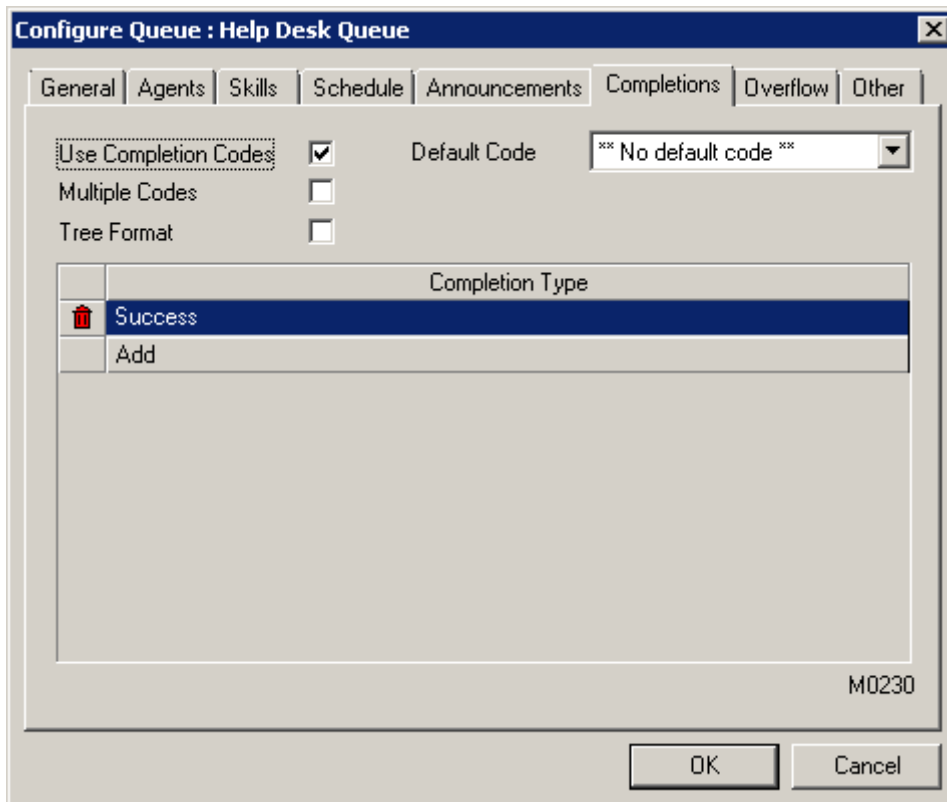 Configure Queue : Help Desk Queue
General Agents Skills Schedule Announcements Completions Overflow Other
Use Completion Codes Default Code ** No default code **
Multiple Codes
Tree Format
Completion Type
Success
Add
M0230
OK Cancel